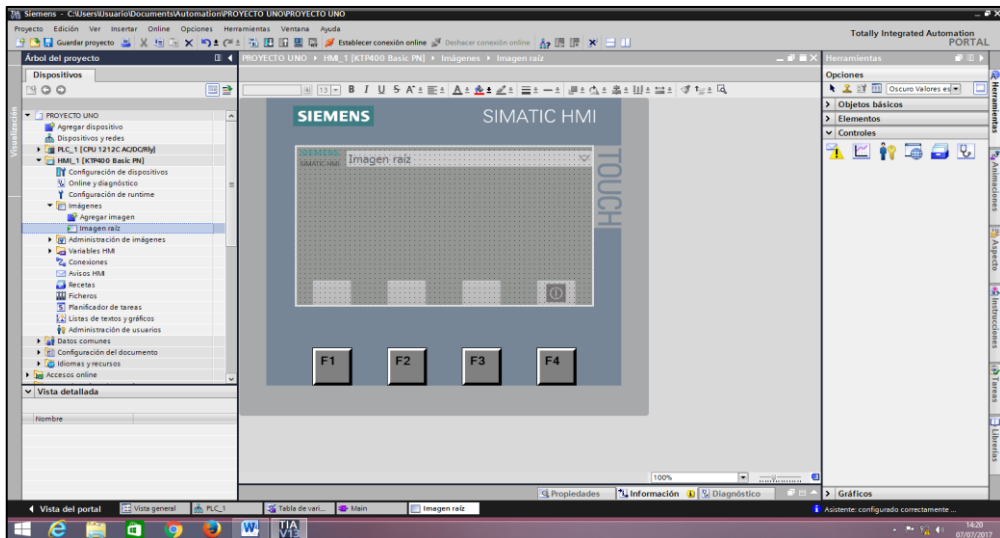 Siemens - C:\Users\Usuario\Documents\Automation\PROYECTO UNO\PROYECTO UNO
Proyecto Edición Ver Insertar Online Opciones Herramientas Ventana Ayuda
Guardar proyecto
Establecer conexión online
Deshacer conexión online
Totally Integrated Automation
PORTAL
Árbol del proyecto
PROYECTO UNO HMI_1 [KTP400 Basic PN] Imágenes Imagen raíz
Herramientas
Dispositivos
Opciones
Oscuro Valores es
13
Objetos básicos
Elementos
Controles
Visualización
PROYECTO UNO
Agregar dispositivo
Dispositivos y redes
PLC_1 [CPU 1212C AC/DC/Rly]
HMI_1 [KTP400 Basic PN]
Configuración de dispositivos
Online y diagnóstico
Configuración de runtime
Imágenes
Agregar imagen
Imagen raíz
Administración de imágenes
Variables HMI
Conexiones
Avisos HMI
Recetas
Ficheros
Planificador de tareas
Listas de textos y gráficos
Administración de usuarios
Datos comunes
Configuración del documento
Idiomas y recursos
Accesos online
Vista detallada
Nombre
SIEMENS
SIMATIC HMI
SIEMENS
SIMATIC HMI
Imagen raíz
TOUCH
F1 F2 F3 F4
Herramientas
Animaciones
Aspecto
Instrucciones
Tareas
Librerías
100%
Propiedades Información Diagnóstico
Gráficos
Vista del portal Vista general PLC_1 Tabla de vari... Main Imagen raíz
Asistente: configurado correctamente ...
TIA
V13
14:20
07/07/2017